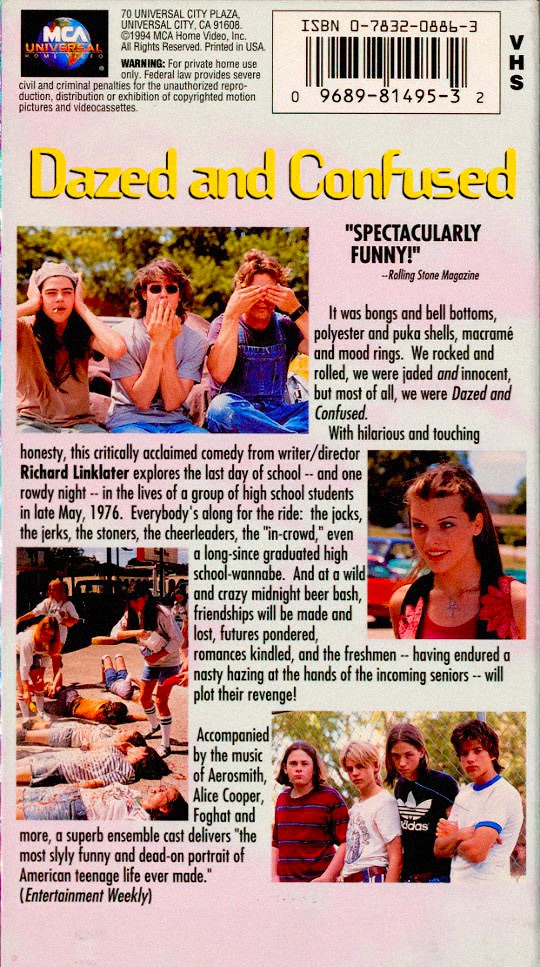 MCA
UNIVERSAL
HOME VIDEO
70 UNIVERSAL CITY PLAZA,
UNIVERSAL CITY, CA 91608.
©1994 MCA Home Video, Inc.
All Rights Reserved. Printed in USA.
WARNING: For private home use
only. Federal law provides severe
civil and criminal penalties for the unauthorized repro-
duction, distribution or exhibition of copyrighted motion
pictures and videocassettes.
ISBN 0-7832-0886-3
0 9689-81495-3 2
VHS
Dazed and Confused
"SPECTACULARLY
FUNNY!"
--Rolling Stone Magazine
It was bongs and bell bottoms,
polyester and puka shells, macramé
and mood rings. We rocked and
rolled, we were jaded and innocent,
but most of all, we were Dazed and
Confused.
With hilarious and touching
honesty, this critically acclaimed comedy from writer/director
Richard Linklater explores the last day of school -- and one
rowdy night -- in the lives of a group of high school students
in late May, 1976. Everybody's along for the ride: the jocks,
the jerks, the stoners, the cheerleaders, the "in-crowd," even
a long-since graduated high
school-wannabe. And at a wild
and crazy midnight beer bash,
friendships will be made and
lost, futures pondered,
romances kindled, and the freshmen -- having endured a
nasty hazing at the hands of the incoming seniors -- will
plot their revenge!
Accompanied
by the music
of Aerosmith,
Alice Cooper,
Foghat and
more, a superb ensemble cast delivers "the
most slyly funny and dead-on portrait of
American teenage life ever made."
(Entertainment Weekly)
adidas